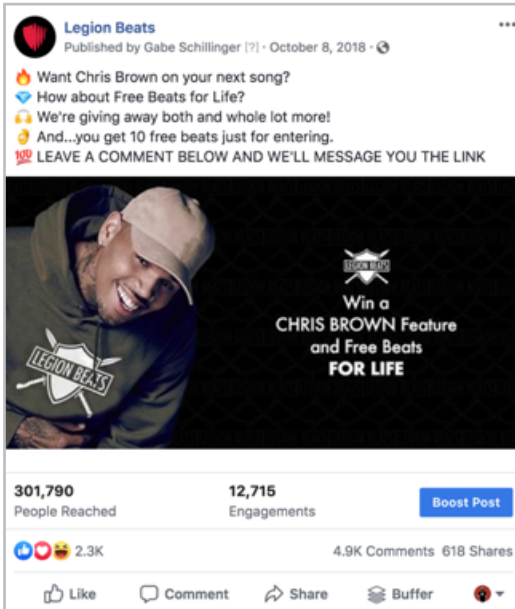 Legion Beats
Published by Gabe Schillinger [?] · October 8, 2018 ·
🔥 Want Chris Brown on your next song?
💎 How about Free Beats for Life?
🙌 We're giving away both and whole lot more!
👌 And...you get 10 free beats just for entering.
💯 LEAVE A COMMENT BELOW AND WE'LL MESSAGE YOU THE LINK
LEGION BEATS
LEGION BEATS
Win a
CHRIS BROWN Feature
and Free Beats
FOR LIFE
301,790
People Reached
12,715
Engagements
Boost Post
2.3K
4.9K Comments 618 Shares
Like Comment Share Buffer